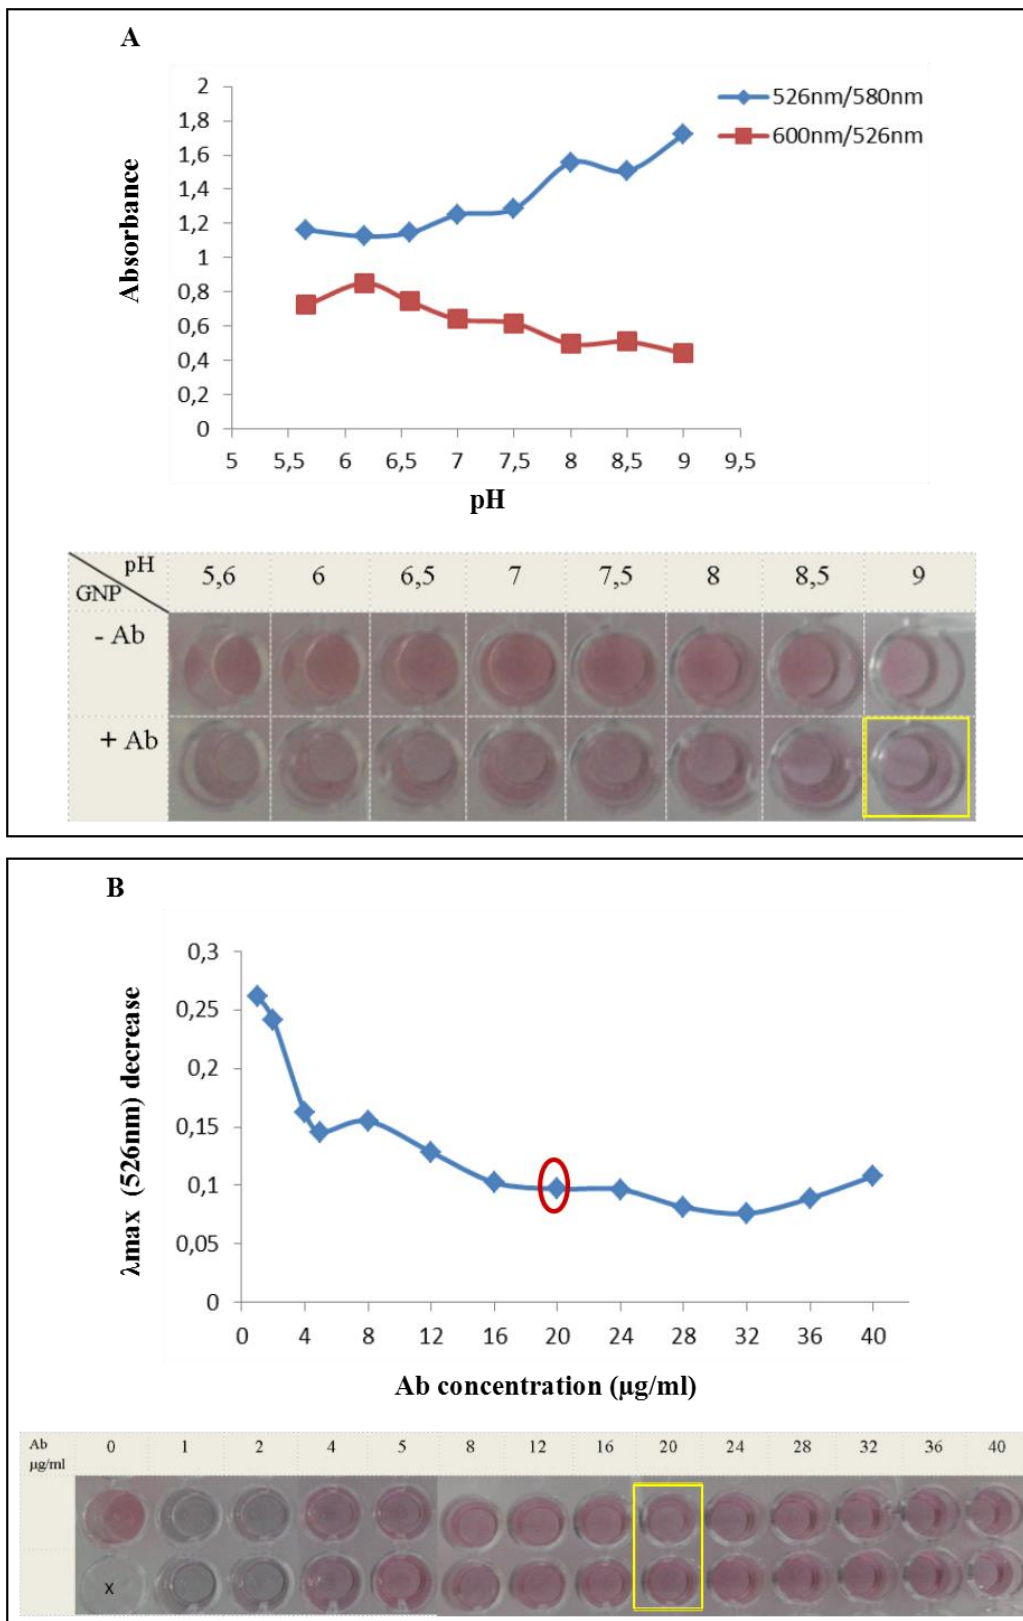 A
2
1,8
1,6
1,4
1,2
1
0,8
0,6
0,4
0,2
0
Absorbance
526nm/580nm
600nm/526nm
5 5,5 6 6,5 7 7,5 8 8,5 9 9,5
pH
pH
GNP
5,6 6 6,5 7 7,5 8 8,5 9
- Ab
+ Ab
B
0,3
0,25
0,2
0,15
0,1
0,05
0
λmax (526nm) decrease
0 4 8 12 16 20 24 28 32 36 40
Ab concentration (µg/ml)
Ab
µg/ml
0 1 2 4 5 8 12 16 20 24 28 32 36 40
X